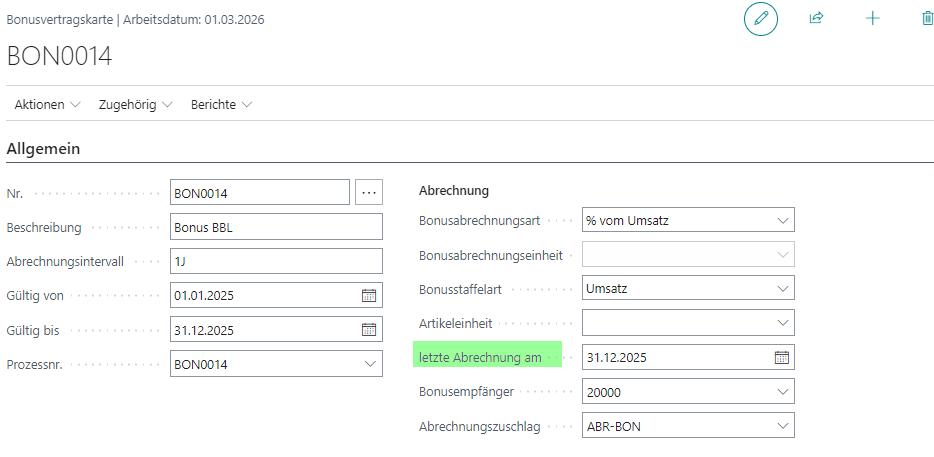 Bonusvertragskarte | Arbeitsdatum: 01.03.2026
BON0014
Aktionen Zugehörig Berichte
Allgemein
Nr. BON0014 ...
Beschreibung Bonus BBL
Abrechnungsintervall 1J
Gültig von 01.01.2025
Gültig bis 31.12.2025
Prozessnr. BON0014
Abrechnung
Bonusabrechnungsart % vom Umsatz
Bonusabrechnungseinheit
Bonusstaffelart Umsatz
Artikeleinheit
letzte Abrechnung am 31.12.2025
Bonusempfänger 20000
Abrechnungszuschlag ABR-BON